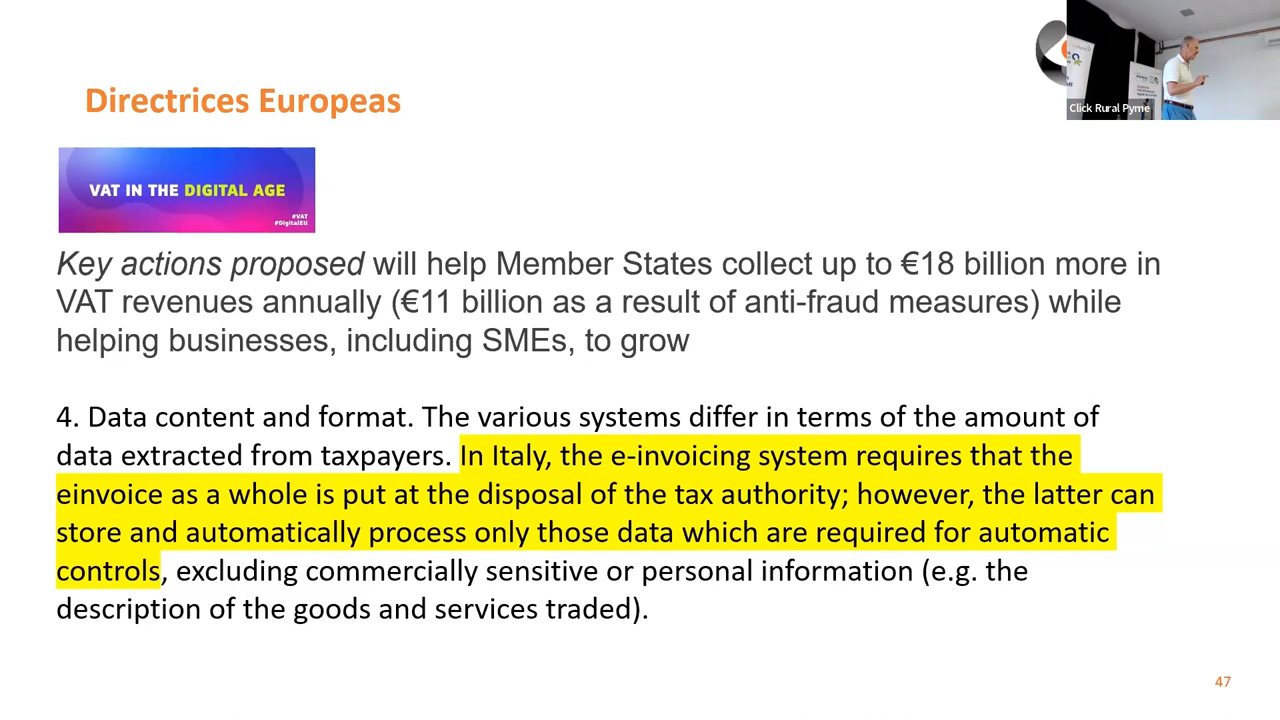 Directrices Europeas
Click Rural Pyme
VAT IN THE DIGITAL AGE
#VAT
#DigitalEU
Key actions proposed will help Member States collect up to €18 billion more in
VAT revenues annually (€11 billion as a result of anti-fraud measures) while
helping businesses, including SMEs, to grow
4. Data content and format. The various systems differ in terms of the amount of
data extracted from taxpayers. In Italy, the e-invoicing system requires that the
einvoice as a whole is put at the disposal of the tax authority; however, the latter can
store and automatically process only those data which are required for automatic
controls, excluding commercially sensitive or personal information (e.g. the
description of the goods and services traded).
47